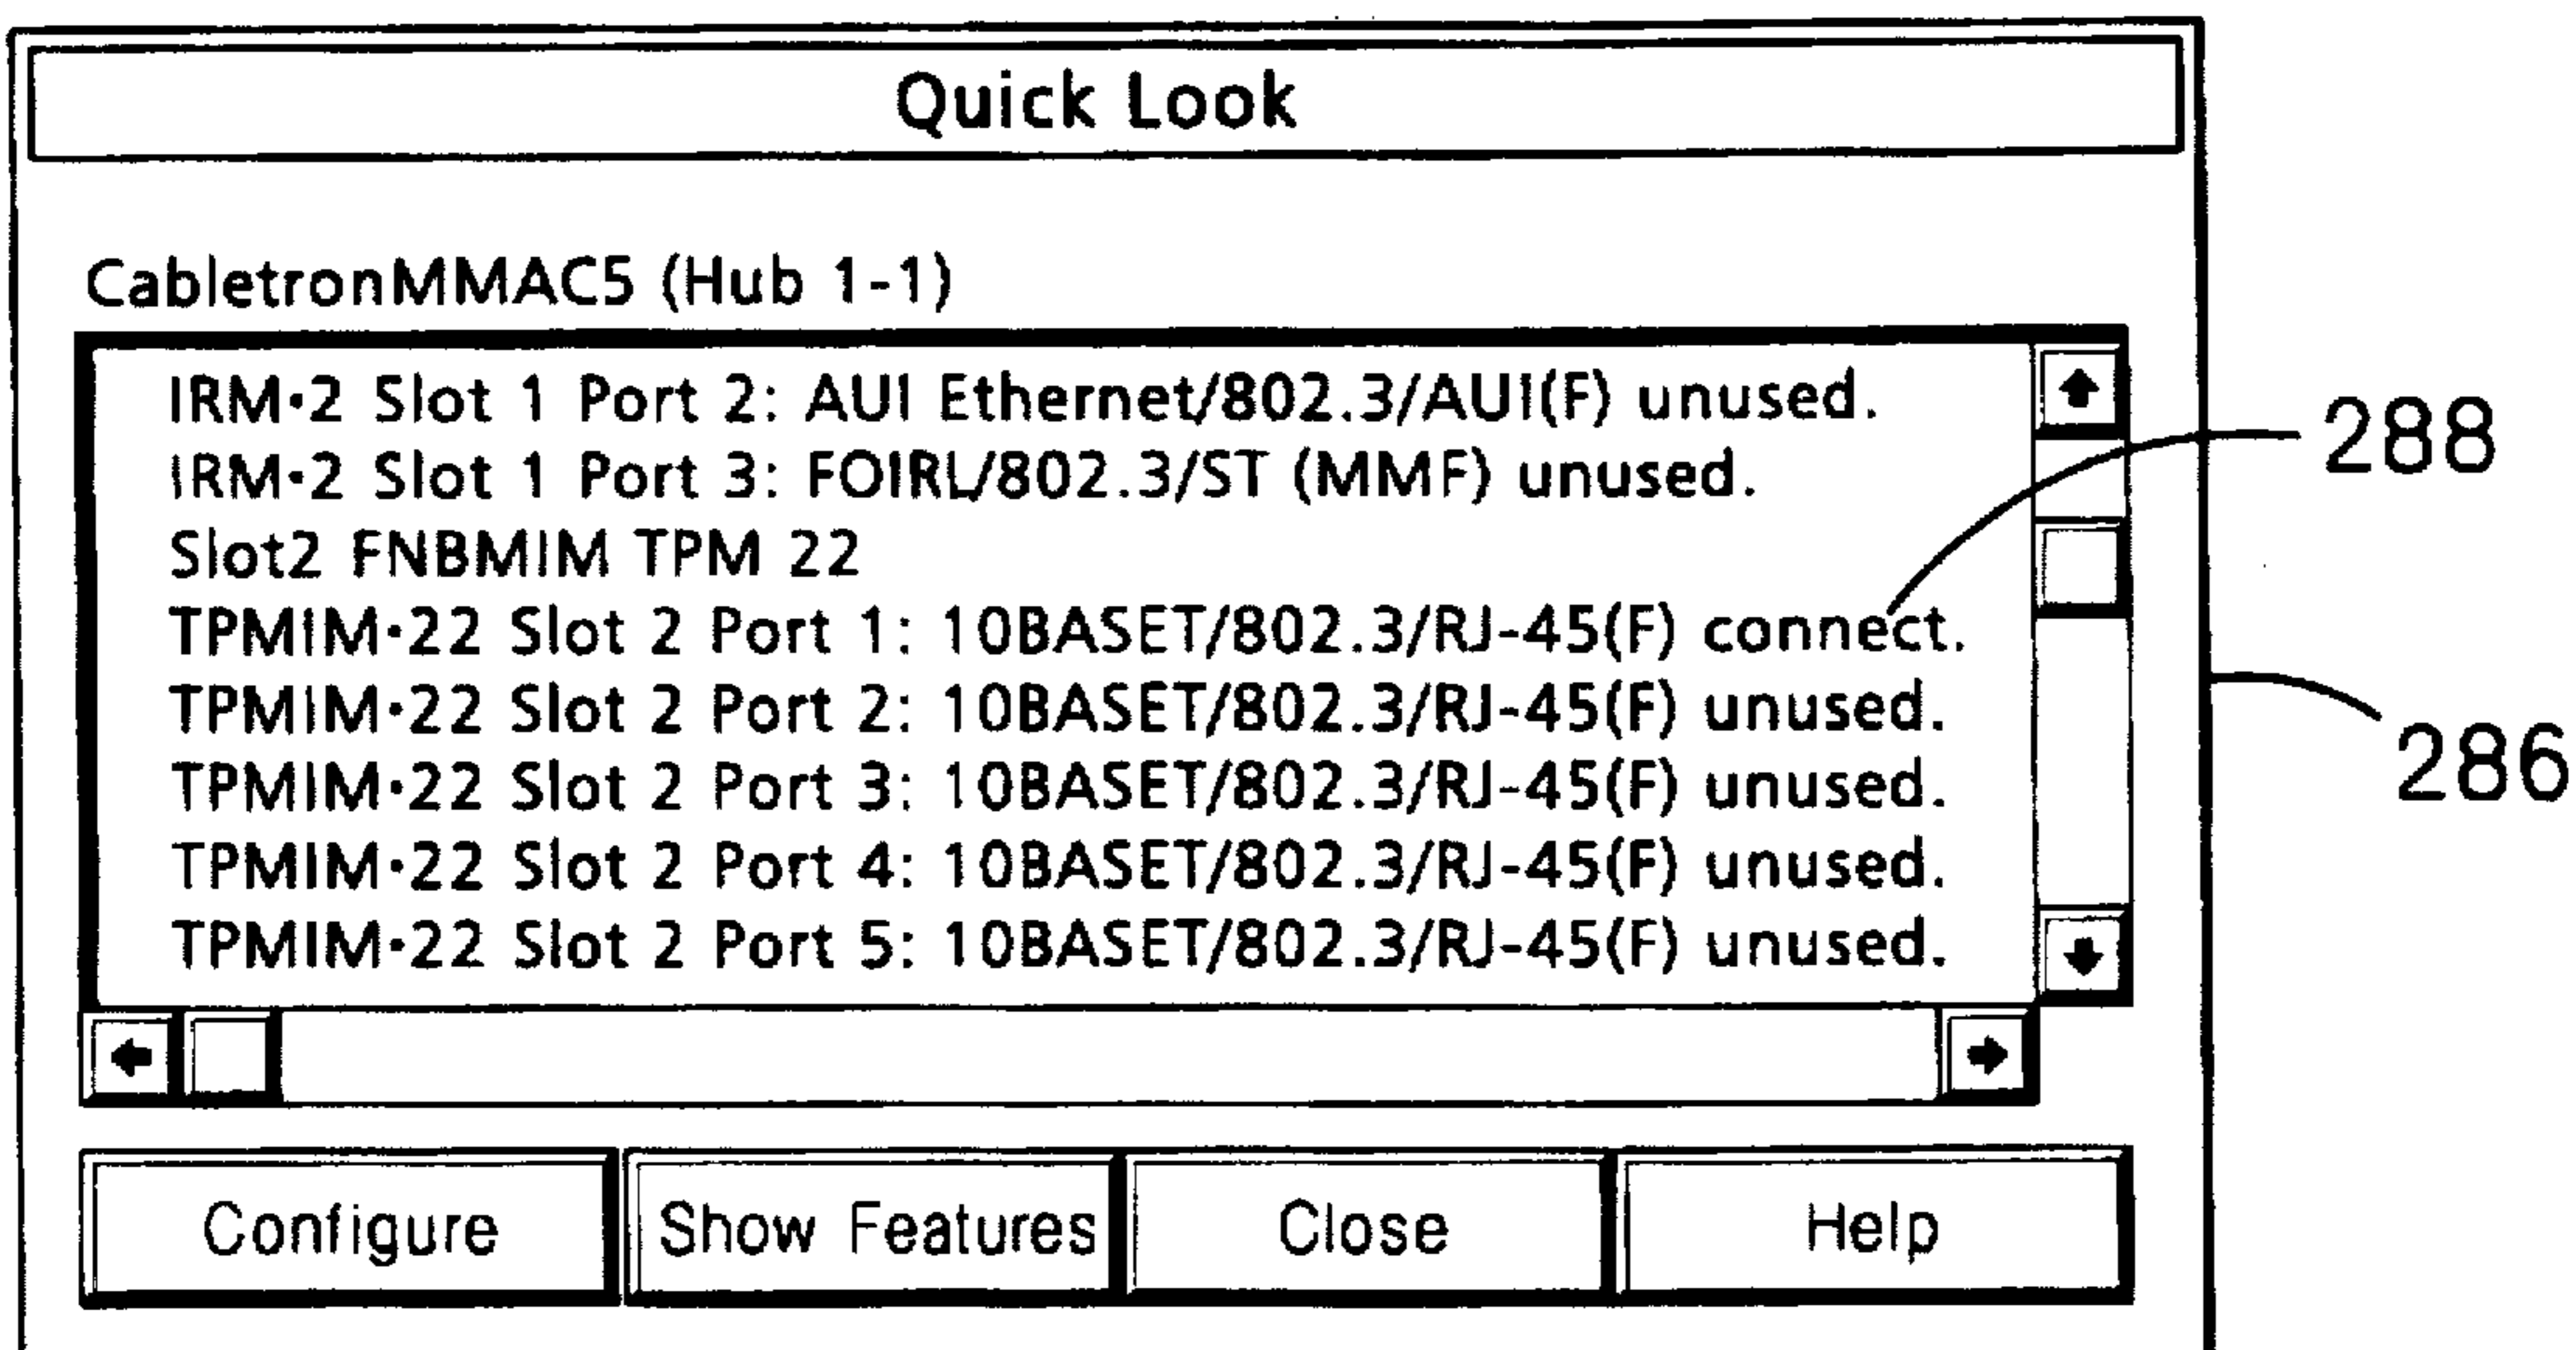 Quick Look
CabletronMMAC5 (Hub 1-1)
IRM·2 Slot 1 Port 2: AUI Ethernet/802.3/AUI(F) unused.
IRM·2 Slot 1 Port 3: FOIRL/802.3/ST (MMF) unused.
Slot2 FNBMIM TPM 22
TPMIM·22 Slot 2 Port 1: 10BASET/802.3/RJ-45(F) connect.
TPMIM·22 Slot 2 Port 2: 10BASET/802.3/RJ-45(F) unused.
TPMIM·22 Slot 2 Port 3: 10BASET/802.3/RJ-45(F) unused.
TPMIM·22 Slot 2 Port 4: 10BASET/802.3/RJ-45(F) unused.
TPMIM·22 Slot 2 Port 5: 10BASET/802.3/RJ-45(F) unused.
Configure Show Features Close Help
288
286